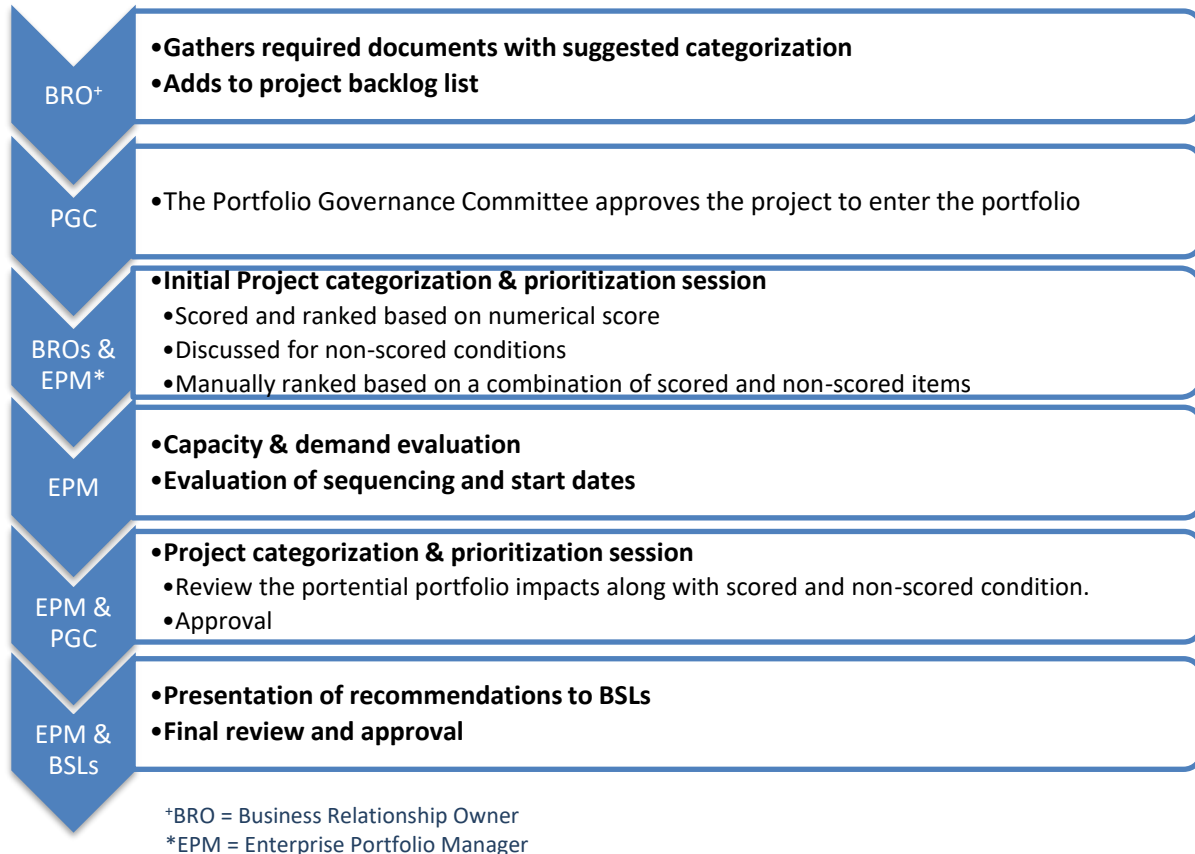 BRO⁺
•Gathers required documents with suggested categorization
•Adds to project backlog list
PGC
•The Portfolio Governance Committee approves the project to enter the portfolio
BROs &
EPM*
•Initial Project categorization & prioritization session
•Scored and ranked based on numerical score
•Discussed for non-scored conditions
•Manually ranked based on a combination of scored and non-scored items
EPM
•Capacity & demand evaluation
•Evaluation of sequencing and start dates
EPM &
PGC
•Project categorization & prioritization session
•Review the portential portfolio impacts along with scored and non-scored condition.
•Approval
EPM &
BSLs
•Presentation of recommendations to BSLs
•Final review and approval
⁺BRO = Business Relationship Owner
*EPM = Enterprise Portfolio Manager